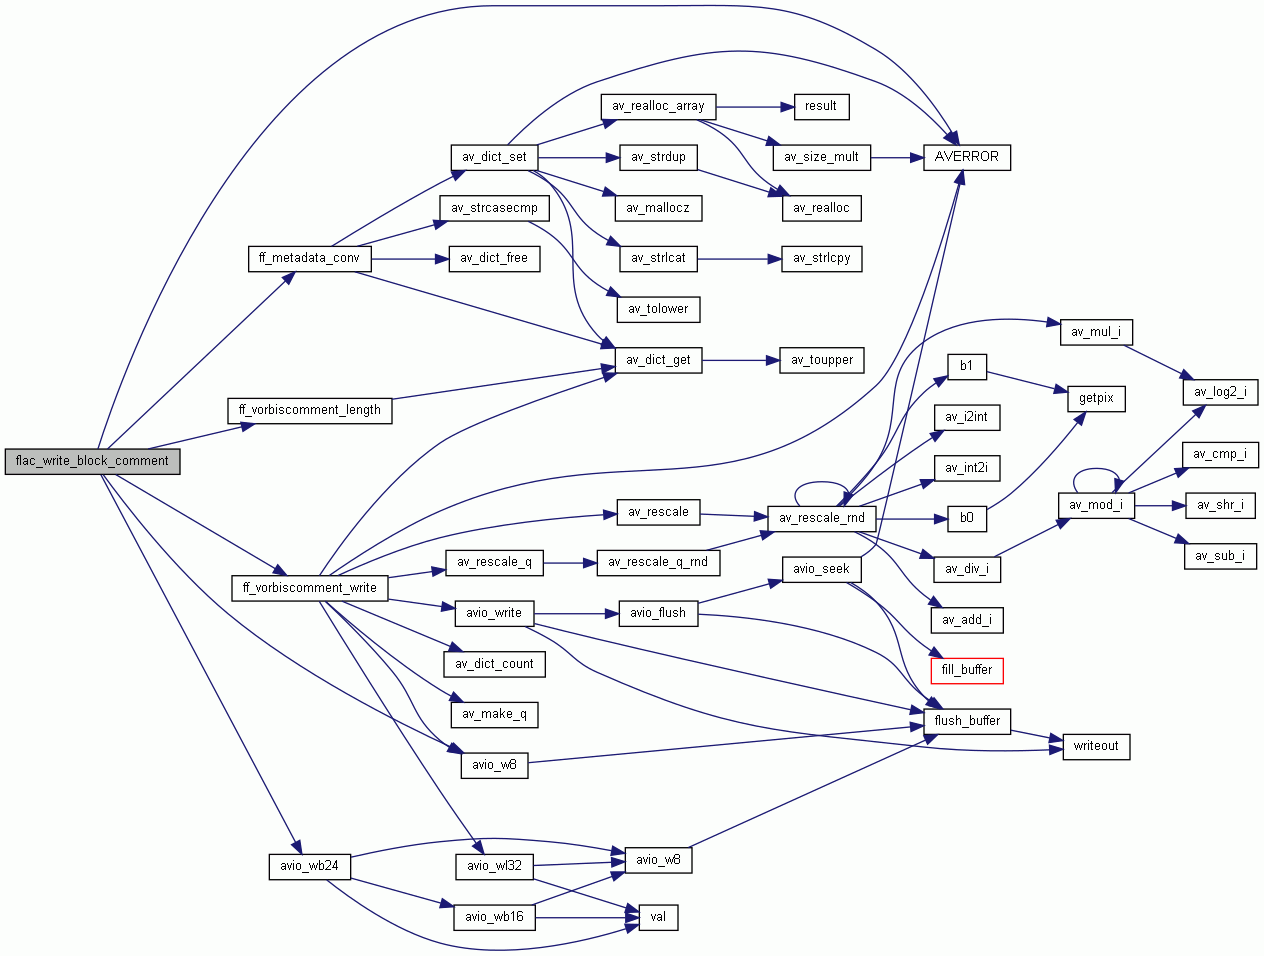 av_realloc_array
result
av_dict_set
av_strdup
av_size_mult
AVERROR
av_strcasecmp
av_mallocz
av_realloc
ff_metadata_conv
av_dict_free
av_strlcat
av_strlcpy
av_tolower
av_mul_i
av_dict_get
av_toupper
b1
av_log2_i
ff_vorbiscomment_length
av_i2int
getpix
flac_write_block_comment
av_int2i
av_cmp_i
av_rescale
av_rescale_rnd
b0
av_mod_i
av_shr_i
av_rescale_q
av_rescale_q_rnd
avio_seek
av_div_i
av_sub_i
ff_vorbiscomment_write
avio_write
avio_flush
av_add_i
av_dict_count
fill_buffer
av_make_q
flush_buffer
avio_w8
writeout
avio_wb24
avio_wl32
avio_w8
avio_wb16
val